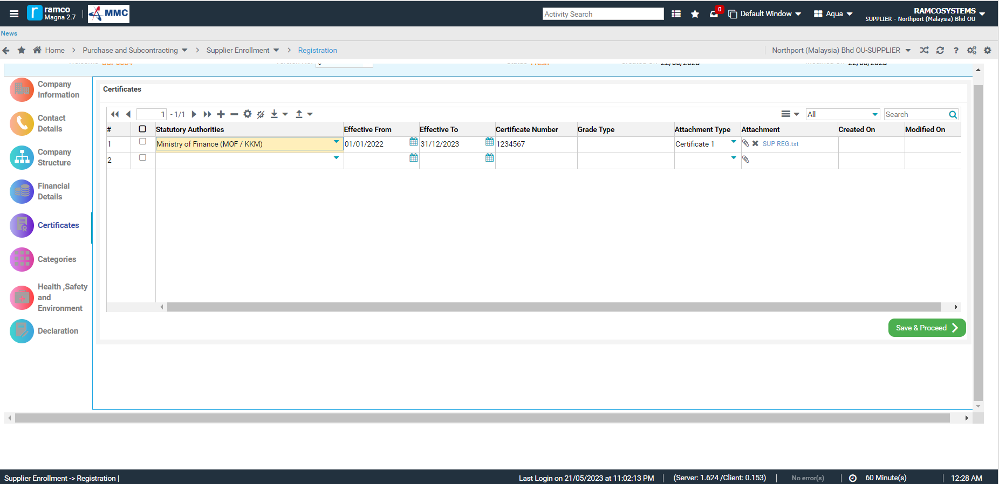 ramco
Magna 2.7
MMC
Activity Search
0
Default Window
Aqua
RAMCOSYSTEMS
SUPPLIER - Northport (Malaysia) Bhd OU
News
Home > Purchase and Subcontracting > Supplier Enrollment > Registration
Northport (Malaysia) Bhd OU-SUPPLIER
Company
Information
Contact
Details
Company
Structure
Financial
Details
Certificates
Categories
Health ,Safety
and
Environment
Declaration
Certificates
1 - 1/1
All
Search
# Statutory Authorities Effective From Effective To Certificate Number Grade Type Attachment Type Attachment Created On Modified On
1 Ministry of Finance (MOF / KKM) 01/01/2022 31/12/2023 1234567 Certificate 1 SUP REG.txt
2
Save & Proceed
Supplier Enrollment -> Registration |
Last Login on 21/05/2023 at 11:02:13 PM | (Server: 1.624 /Client: 0.153) | No error(s) | 60 Minute(s) | 12:28 AM